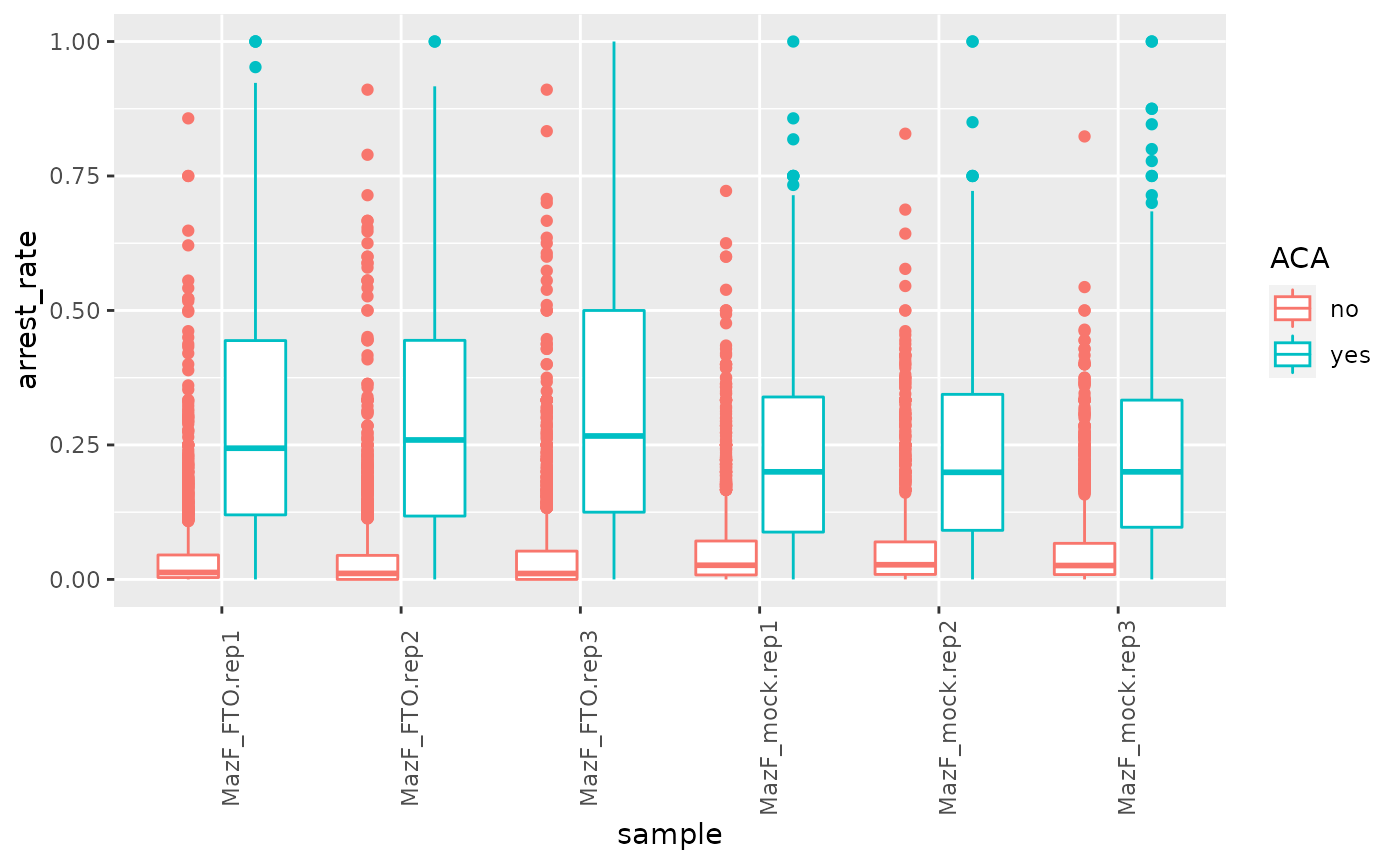 arrest_rate
1.00
0.75
0.50
0.25
0.00
MazF_FTO.rep1
MazF_FTO.rep2
MazF_FTO.rep3
MazF_mock.rep1
MazF_mock.rep2
MazF_mock.rep3
sample
ACA
no
yes